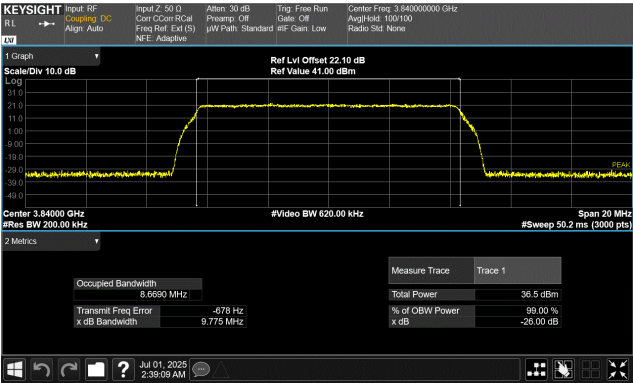 KEYSIGHT
RL
LXI
Input: RF
Coupling: DC
Align: Auto
Input Z: 50 Ω
Corr CCorr RCal
Freq Ref: Ext (S)
NFE: Adaptive
Atten: 30 dB
Preamp: Off
µW Path: Standard
Trig: Free Run
Gate: Off
#IF Gain: Low
Center Freq: 3.840000000 GHz
Avg|Hold: 100/100
Radio Std: None
1 Graph
Scale/Div 10.0 dB
Ref Lvl Offset 22.10 dB
Ref Value 41.00 dBm
Log
31.0
21.0
11.0
1.00
-9.00
-19.0
-29.0
-39.0
-49.0
PEAK
Center 3.84000 GHz
#Video BW 620.00 kHz
Span 20 MHz
#Res BW 200.00 kHz
#Sweep 50.2 ms (3000 pts)
2 Metrics
Occupied Bandwidth
8.6690 MHz
Transmit Freq Error -678 Hz
x dB Bandwidth 9.775 MHz
Measure Trace Trace 1
Total Power 36.5 dBm
% of OBW Power 99.00 %
x dB -26.00 dB
?
Jul 01, 2025
2:39:09 AM